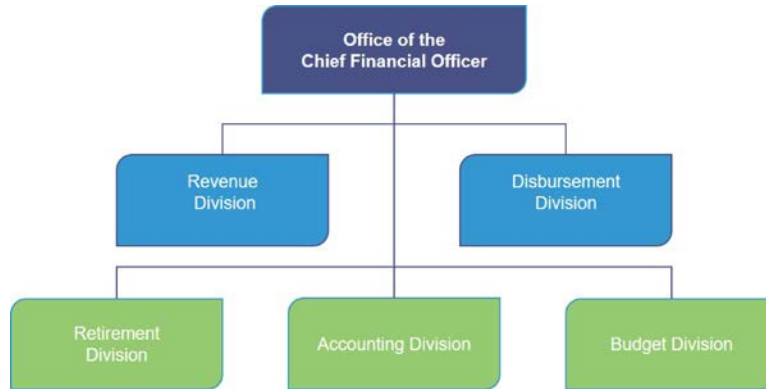 Office of the
Chief Financial Officer
Revenue
Division
Disbursement
Division
Retirement
Division
Accounting Division
Budget Division